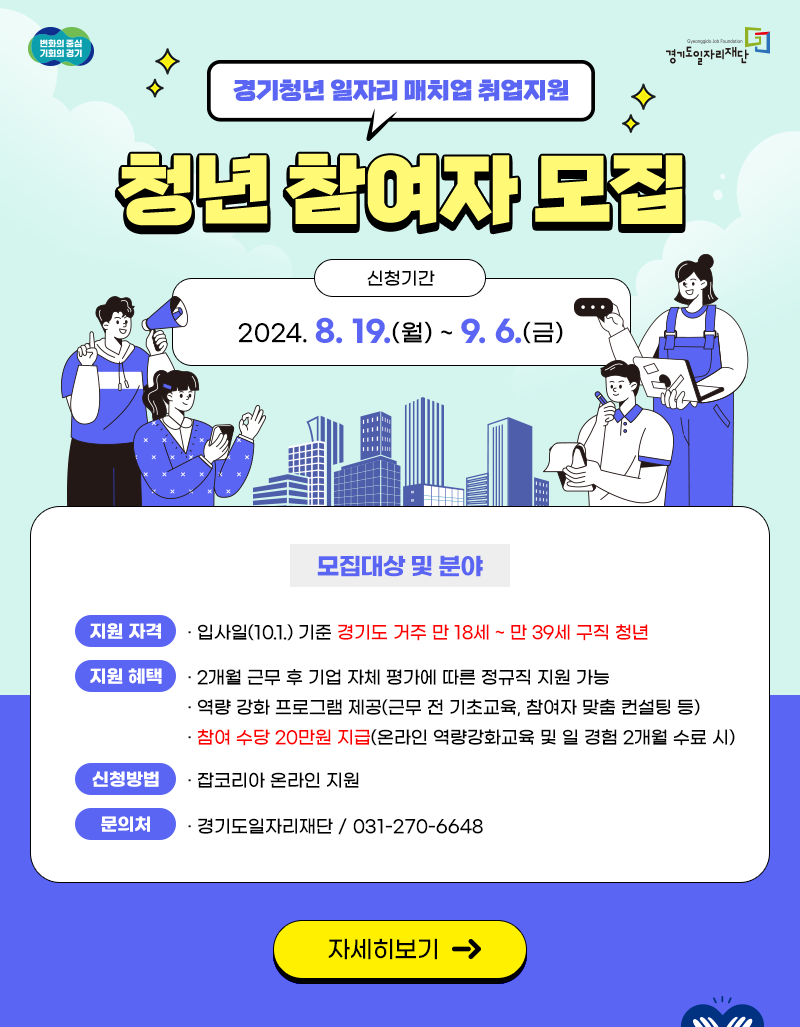 변화의 중심
기회의 경기
Gyeonggido Job Foundation
경기도일자리재단
경기청년 일자리 매치업 취업지원
청년 참여자 모집
신청기간
2024. 8. 19.(월) ~ 9. 6.(금)
모집대상 및 분야
지원 자격
· 입사일(10.1.) 기준 경기도 거주 만 18세 ~ 만 39세 구직 청년
지원 혜택
· 2개월 근무 후 기업 자체 평가에 따른 정규직 지원 가능
· 역량 강화 프로그램 제공(근무 전 기초교육, 참여자 맞춤 컨설팅 등)
· 참여 수당 20만원 지급(온라인 역량강화교육 및 일 경험 2개월 수료 시)
신청방법
· 잡코리아 온라인 지원
문의처
· 경기도일자리재단 / 031-270-6648
자세히보기